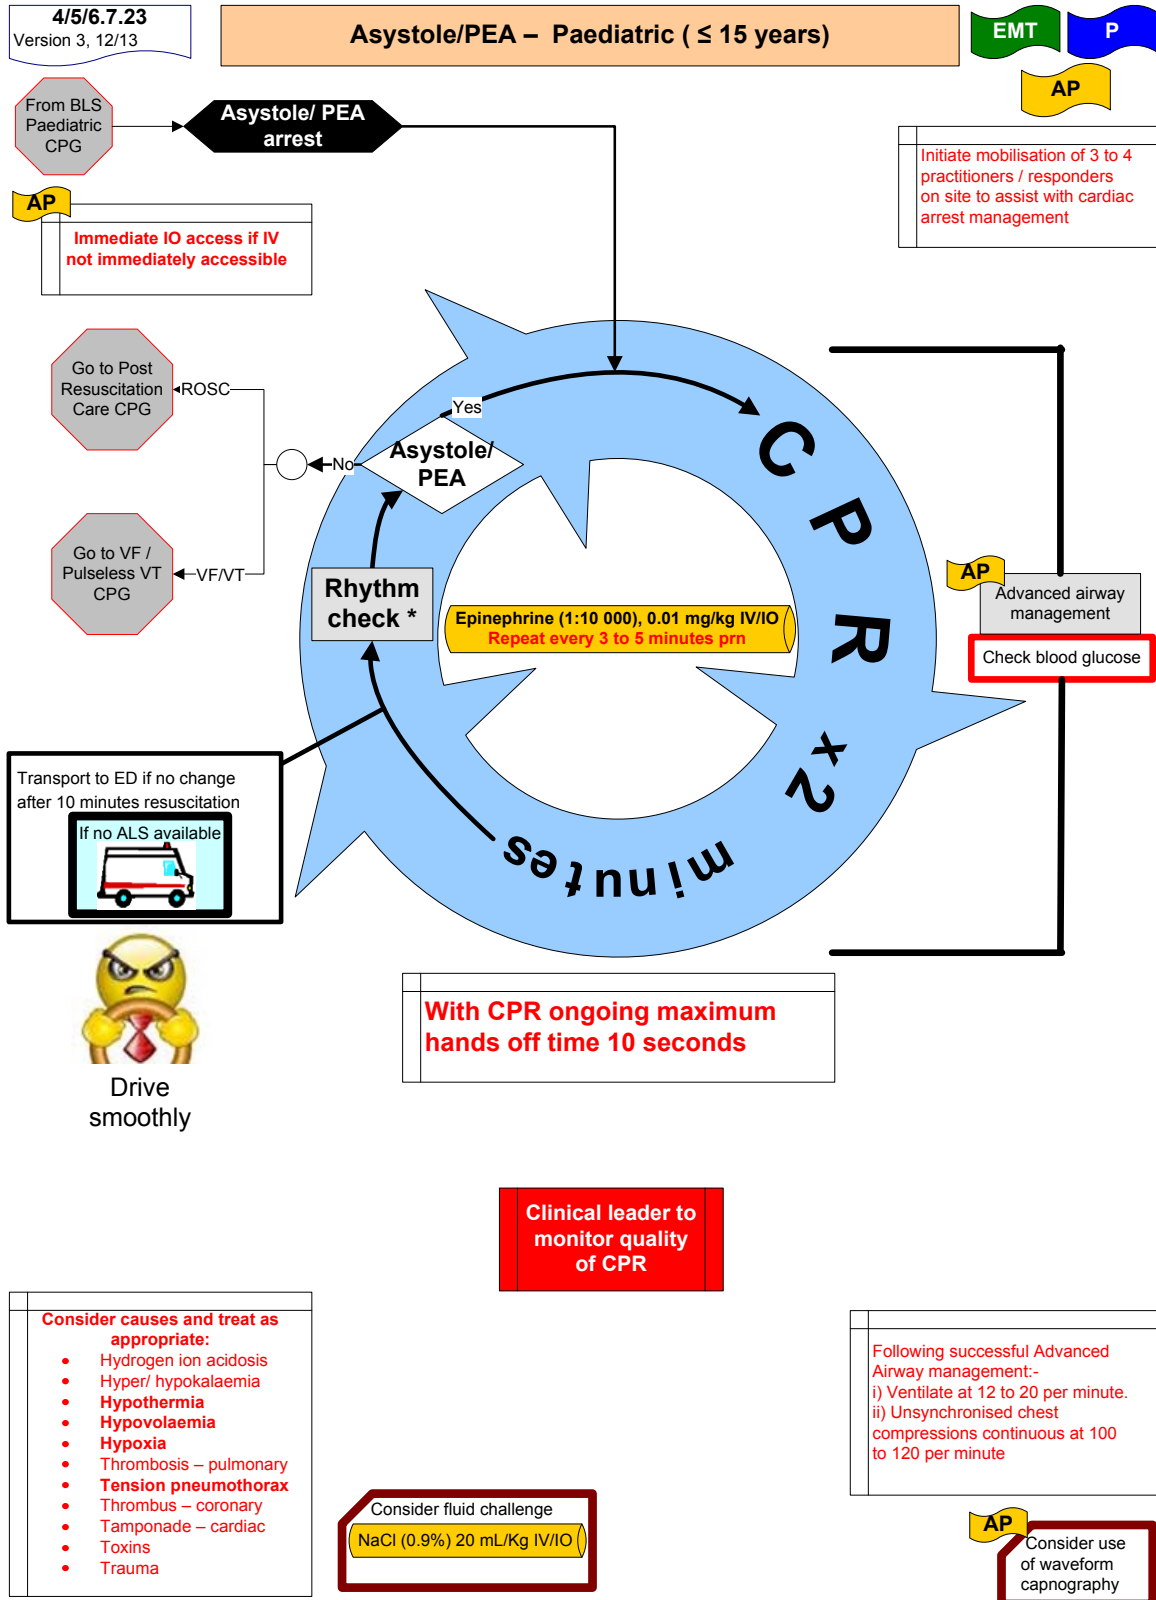 4/5/6.7.23
Version 3, 12/13
Asystole/PEA – Paediatric ( ≤ 15 years)
EMT
P
AP
From BLS
Paediatric
CPG
Asystole/ PEA
arrest
Initiate mobilisation of 3 to 4
practitioners / responders
on site to assist with cardiac
arrest management
AP
Immediate IO access if IV
not immediately accessible
Go to Post
Resuscitation
Care CPG
ROSC
Yes
Asystole/
PEA
No
Go to VF /
Pulseless VT
CPG
VF/VT
Rhythm
check *
Epinephrine (1:10 000), 0.01 mg/kg IV/IO
Repeat every 3 to 5 minutes prn
CPR x2 minutes
AP
Advanced airway
management
Check blood glucose
Transport to ED if no change
after 10 minutes resuscitation
If no ALS available
Drive
smoothly
With CPR ongoing maximum
hands off time 10 seconds
Clinical leader to
monitor quality
of CPR
Consider causes and treat as
appropriate:
• Hydrogen ion acidosis
• Hyper/ hypokalaemia
• Hypothermia
• Hypovolaemia
• Hypoxia
• Thrombosis – pulmonary
• Tension pneumothorax
• Thrombus – coronary
• Tamponade – cardiac
• Toxins
• Trauma
Consider fluid challenge
NaCl (0.9%) 20 mL/Kg IV/IO
Following successful Advanced
Airway management:-
i) Ventilate at 12 to 20 per minute.
ii) Unsynchronised chest
compressions continuous at 100
to 120 per minute
AP
Consider use
of waveform
capnography